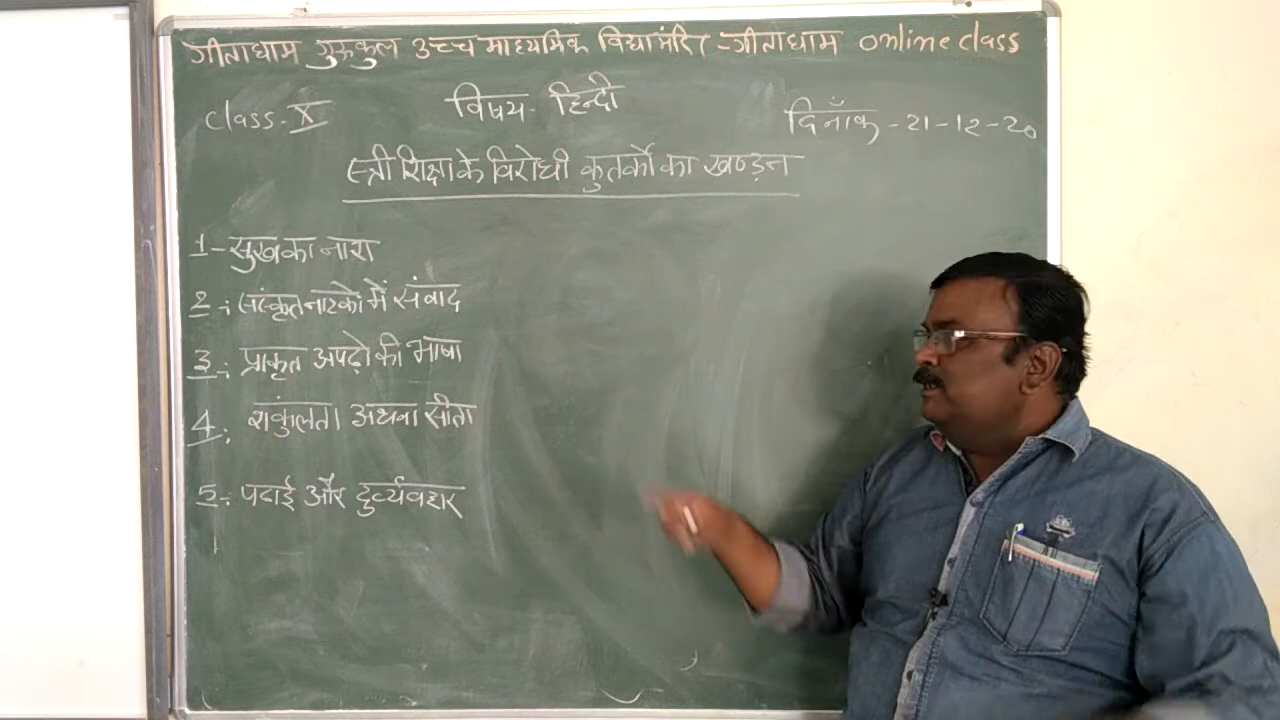 गीताधाम गुरूकुल उच्च माध्यमिक विद्यामंदिर -गीताधाम online class
class. X
विषय- हिन्दी
दिनाँक - 21-12-20
स्त्री शिक्षा के विरोधी कुतर्कों का खण्डन
1- सुख का नारा
2-: संस्कृत नाटको में संवाद
3-: प्राकृत अपढ़ो की भाषा
4: शकुंलता अथवा सीता
5-: पढाई और दुर्व्यवहार